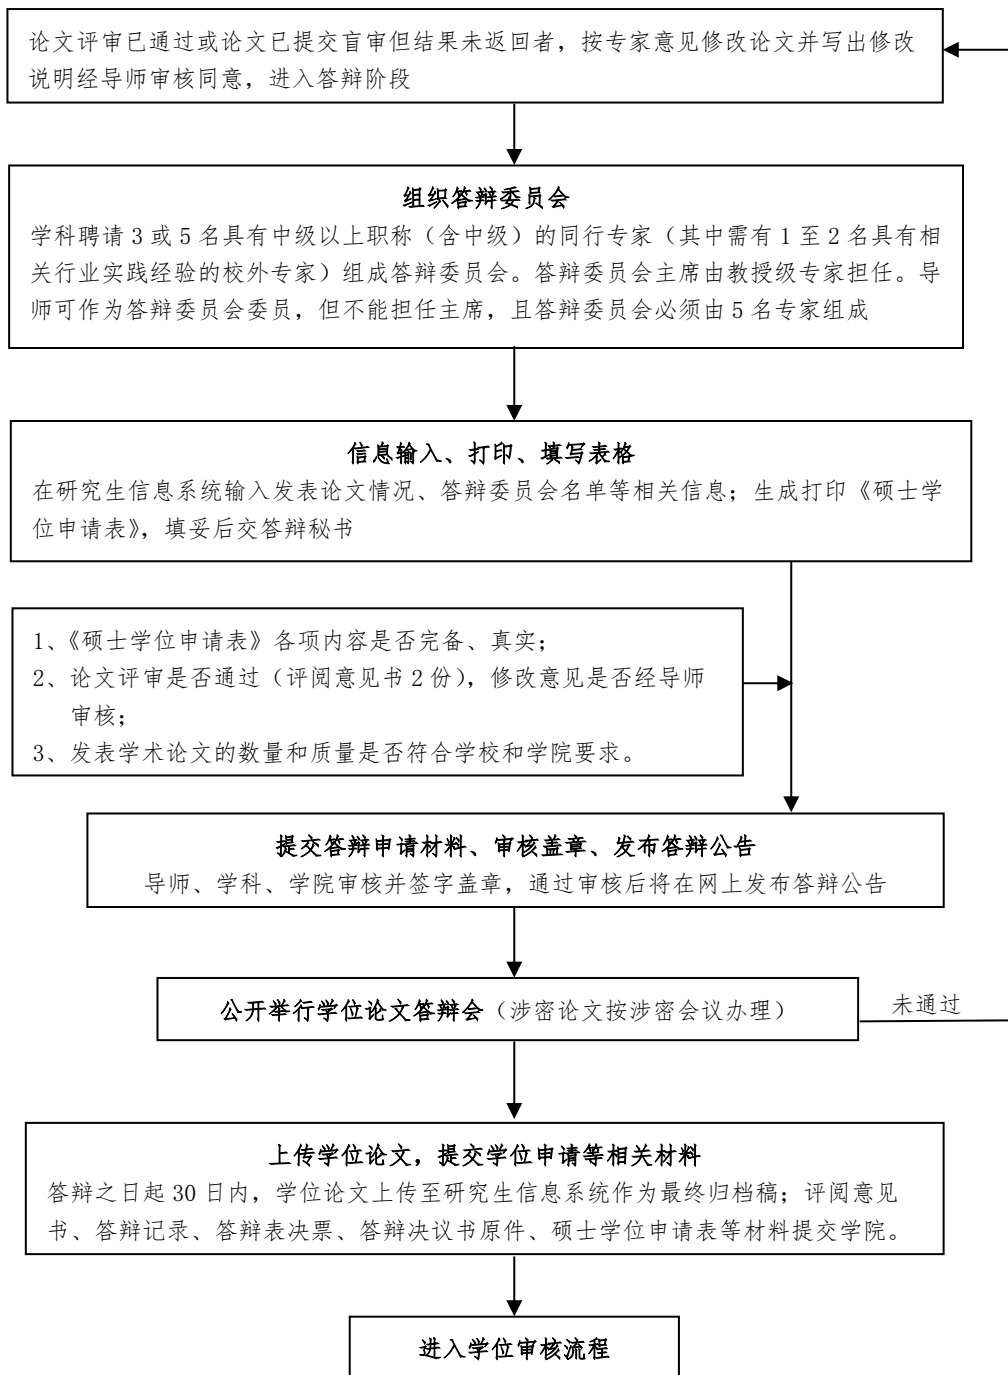 论文评审已通过或论文已提交盲审但结果未返回者，按专家意见修改论文并写出修改
说明经导师审核同意，进入答辩阶段
组织答辩委员会
学科聘请 3 或 5 名具有中级以上职称（含中级）的同行专家（其中需有 1 至 2 名具有相
关行业实践经验的校外专家）组成答辩委员会。答辩委员会主席由教授级专家担任。导
师可作为答辩委员会委员，但不能担任主席，且答辩委员会必须由 5 名专家组成
信息输入、打印、填写表格
在研究生信息系统输入发表论文情况、答辩委员会名单等相关信息；生成打印《硕士学
位申请表》，填妥后交答辩秘书
1、《硕士学位申请表》各项内容是否完备、真实；
2、论文评审是否通过（评阅意见书 2 份），修改意见是否经导师
审核；
3、发表学术论文的数量和质量是否符合学校和学院要求。
提交答辩申请材料、审核盖章、发布答辩公告
导师、学科、学院审核并签字盖章，通过审核后将在网上发布答辩公告
公开举行学位论文答辩会（涉密论文按涉密会议办理）
未通过
上传学位论文，提交学位申请等相关材料
答辩之日起 30 日内，学位论文上传至研究生信息系统作为最终归档稿；评阅意见
书、答辩记录、答辩表决票、答辩决议书原件、硕士学位申请表等材料提交学院。
进入学位审核流程